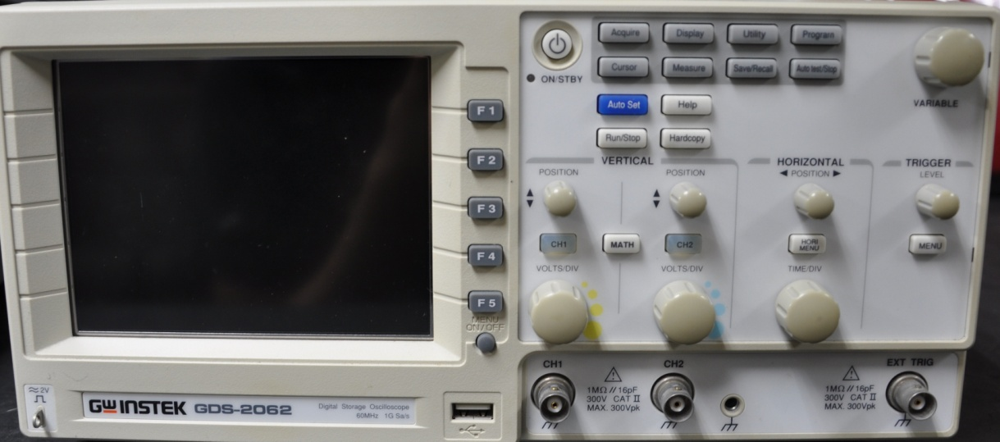 Acquire Display Utility Program
Cursor Measure Save/Recall Auto test/Stop
ON/STBY
VARIABLE
Auto Set Help
Run/Stop Hardcopy
F 1
F 2
F 3
F 4
F 5
MENU
ON/OFF
VERTICAL HORIZONTAL TRIGGER
POSITION POSITION ◀ POSITION ▶ LEVEL
CH1 MATH CH2 HORI MENU MENU
VOLTS/DIV VOLTS/DIV TIME/DIV
CH1 CH2 EXT TRIG
1MΩ // 16pF
300V CAT II
MAX. 300Vpk
1MΩ // 16pF
300V CAT II
MAX. 300Vpk
≈ 2V
GW INSTEK GDS-2062
Digital Storage Oscilloscope
60MHz 1G Sa/s